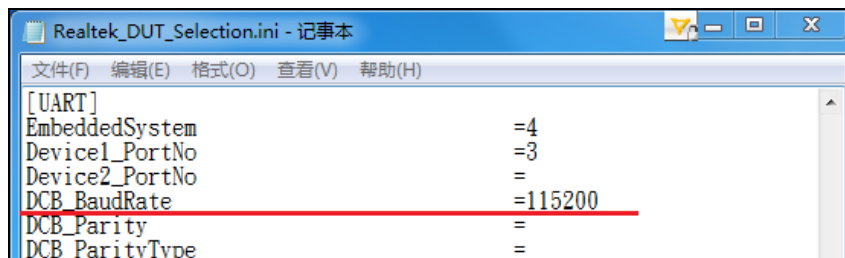 Realtek_DUT_Selection.ini - 记事本
文件(F) 编辑(E) 格式(O) 查看(V) 帮助(H)
[UART]
EmbeddedSystem =4
Device1_PortNo =3
Device2_PortNo =
DCB_BaudRate =115200
DCB_Parity =
DCB_ParityType =